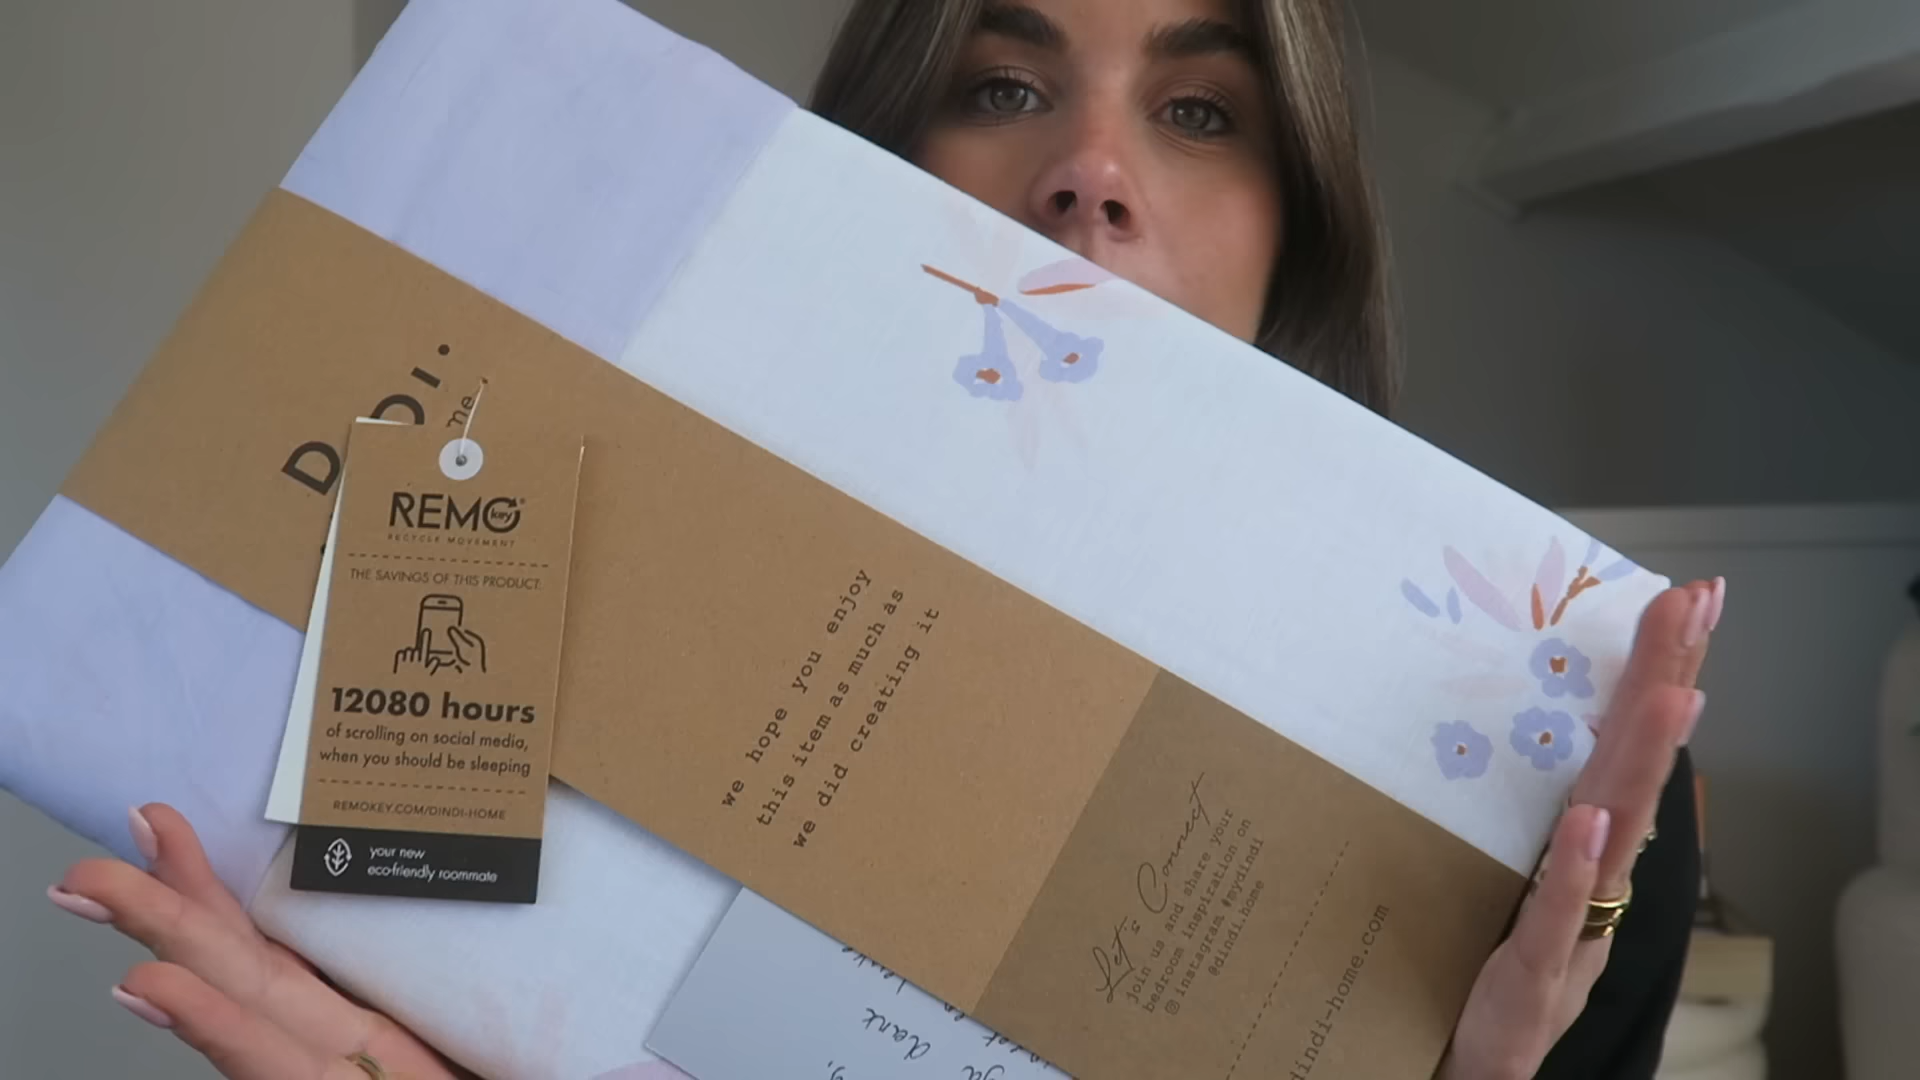 DI.
REMO
key
RECYCLE MOVEMENT
THE SAVINGS OF THIS PRODUCT:
12080 hours
of scrolling on social media,
when you should be sleeping
REMOKEY.COM/DINDI-HOME
your new
eco-friendly roommate
we hope you enjoy
this item as much as
we did creating it
Let's Connect
join us and share your
bedroom inspiration on
instagram #mydindi
@dindi.home
dindi-home.com